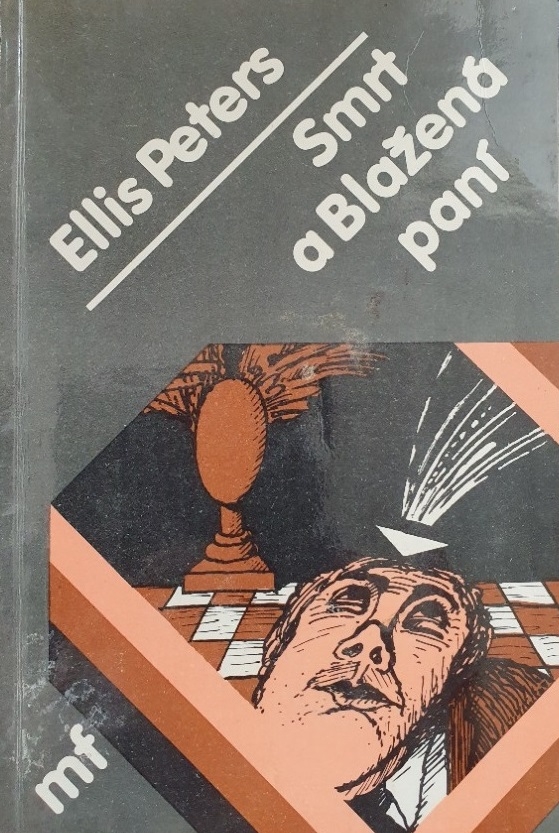 Ellis Peters
Smrt
a Blažená
paní
mf